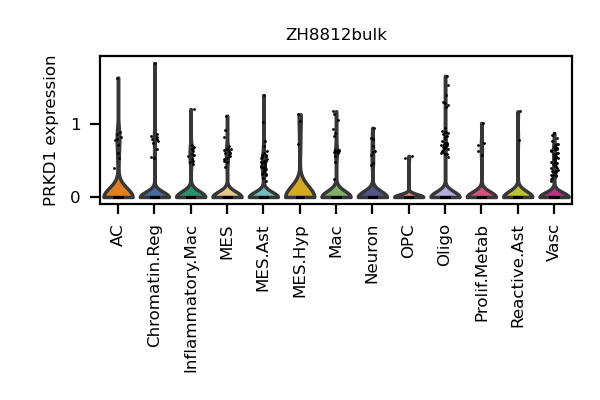 ZH8812bulk
PRKD1 expression
1
0
AC
Chromatin.Reg
Inflammatory.Mac
MES
MES.Ast
MES.Hyp
Mac
Neuron
OPC
Oligo
Prolif.Metab
Reactive.Ast
Vasc